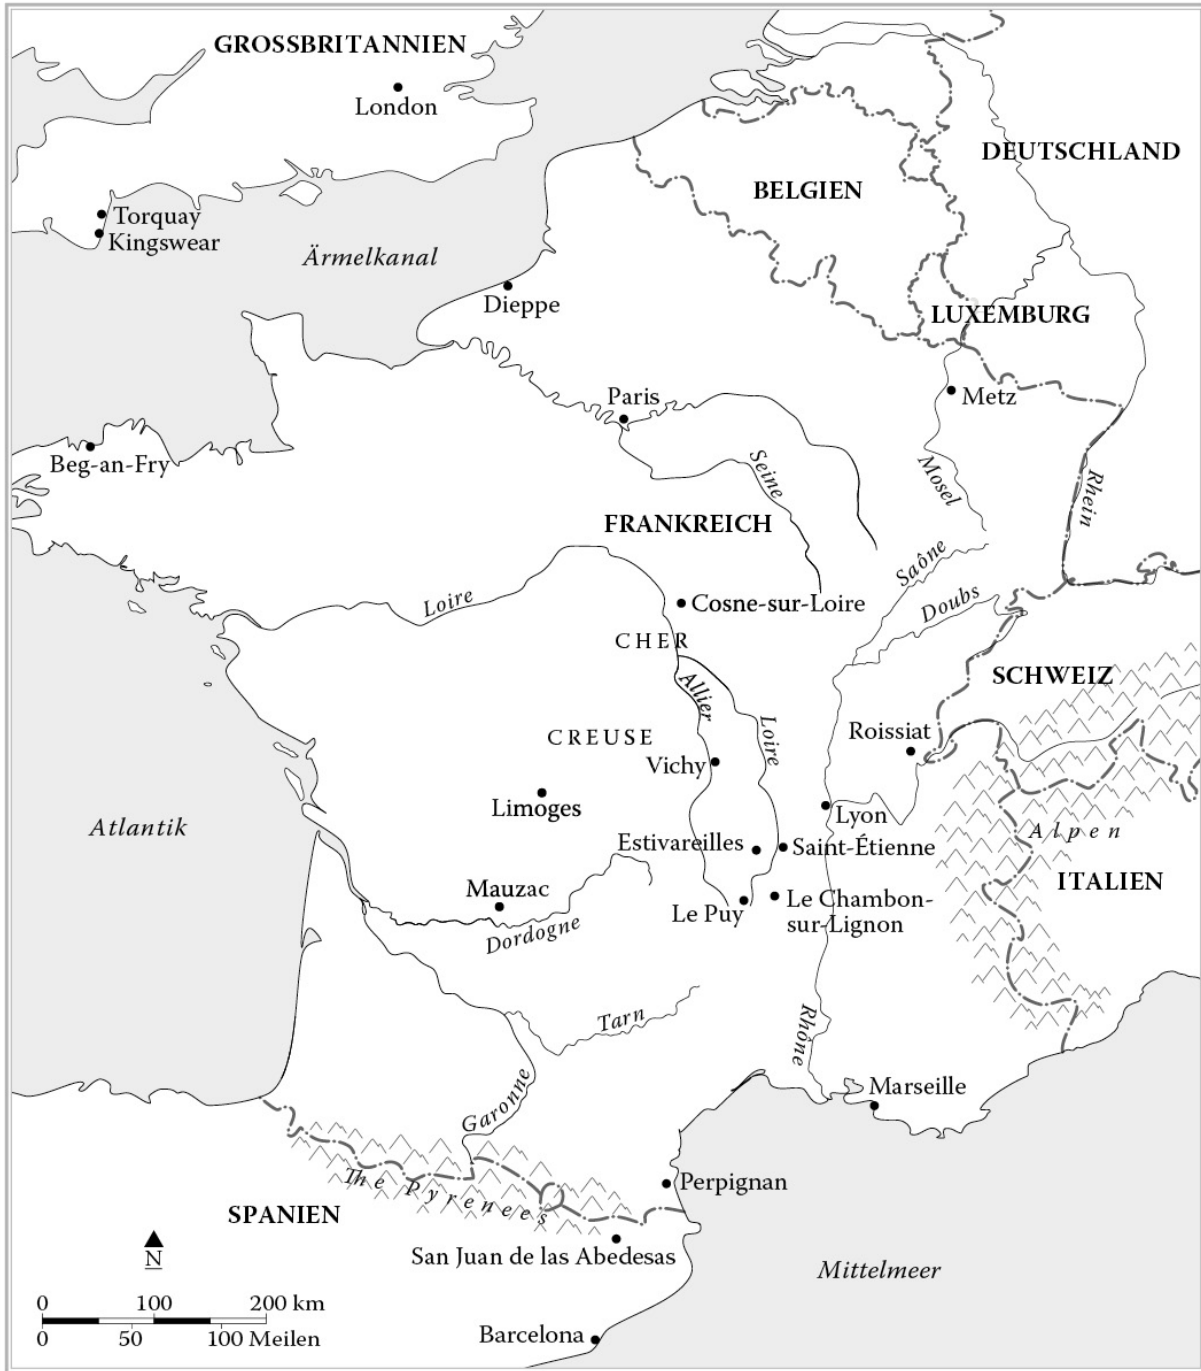 GROSSBRITANNIEN
London
DEUTSCHLAND
BELGIEN
Torquay
Kingswear
Ärmelkanal
Dieppe
LUXEMBURG
Paris
Metz
Beg-an-Fry
Seine
Mosel
Rhein
FRANKREICH
Saône
Loire
Cosne-sur-Loire
Doubs
CHER
SCHWEIZ
Allier
Loire
CREUSE
Roissiat
Vichy
Limoges
Lyon
Atlantik
Alpen
Estivareilles
Saint-Étienne
ITALIEN
Mauzac
Le Puy
Le Chambon-
sur-Lignon
Dordogne
Tarn
Rhône
Garonne
Marseille
The Pyrenees
Perpignan
SPANIEN
San Juan de las Abedesas
N
Mittelmeer
0 100 200 km
0 50 100 Meilen
Barcelona